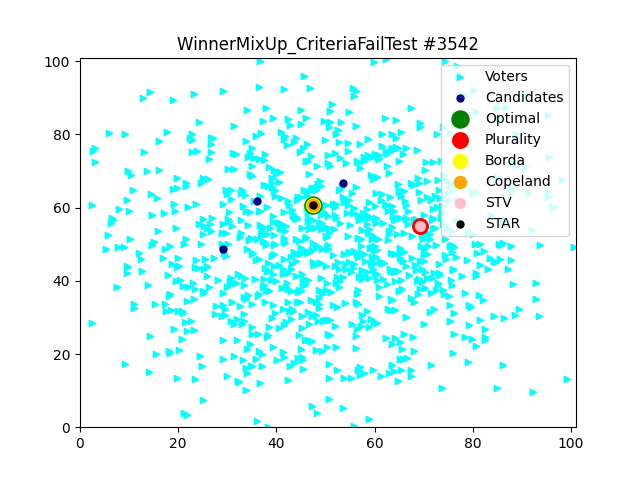 WinnerMixUp_CriteriaFailTest #3542
100
80
60
40
20
0
0
20
40
60
80
100
Voters
Candidates
Optimal
Plurality
Borda
Copeland
STV
STAR